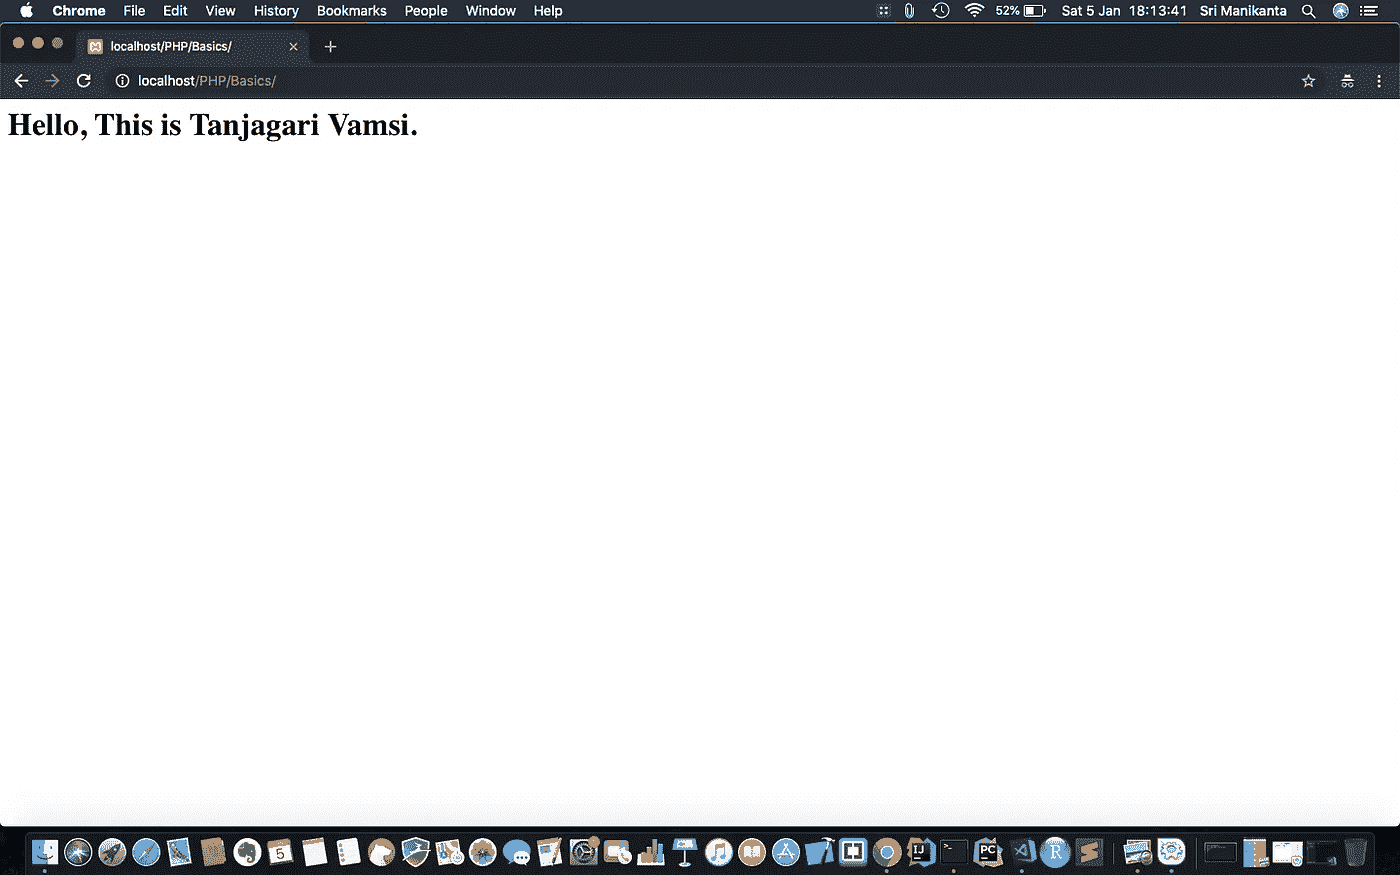 Chrome File Edit View History Bookmarks People Window Help 52% Sat 5 Jan 18:13:41 Sri Manikanta
localhost/PHP/Basics/
localhost/PHP/Basics/
Hello, This is Tanjagari Vamsi.
5 IJ >_ PC R